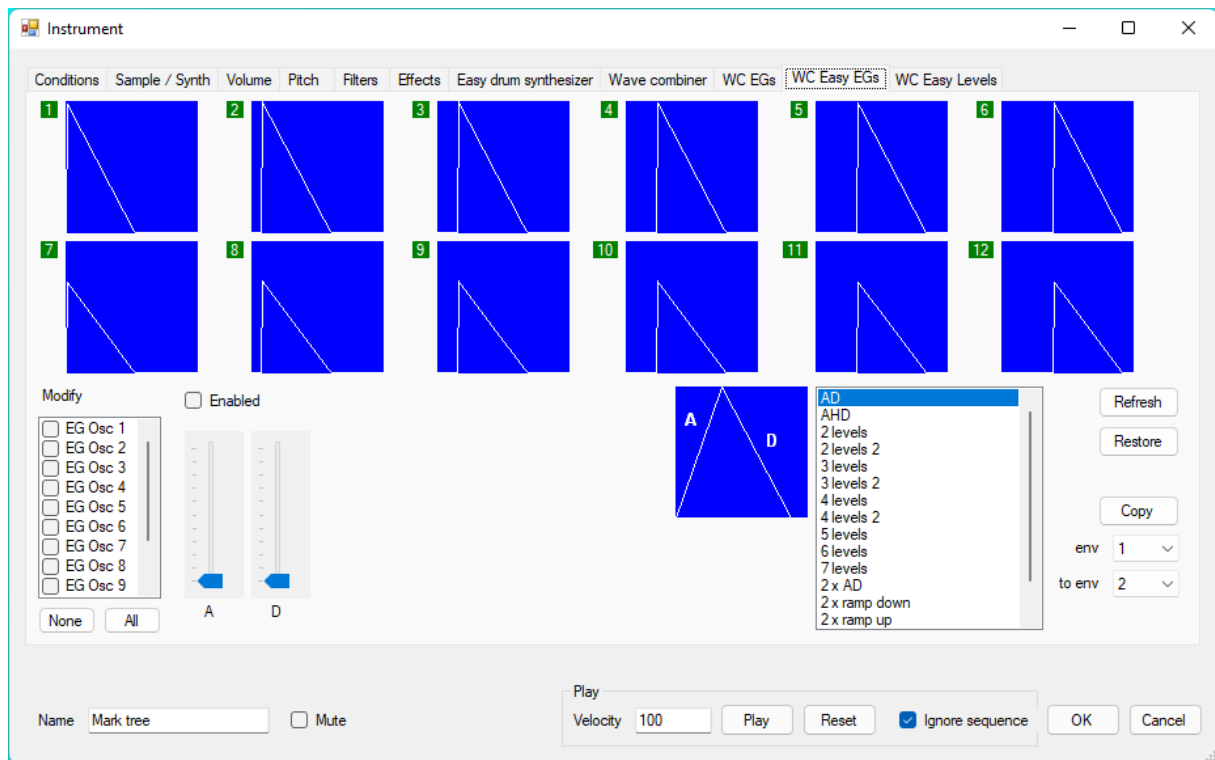 Instrument
Conditions Sample / Synth Volume Pitch Filters Effects Easy drum synthesizer Wave combiner WC EGs WC Easy EGs WC Easy Levels
1 2 3 4 5 6
7 8 9 10 11 12
Modify
Enabled
EG Osc 1
EG Osc 2
EG Osc 3
EG Osc 4
EG Osc 5
EG Osc 6
EG Osc 7
EG Osc 8
EG Osc 9
None All
A D
A D
AD
AHD
2 levels
2 levels 2
3 levels
3 levels 2
4 levels
4 levels 2
5 levels
6 levels
7 levels
2 x AD
2 x ramp down
2 x ramp up
Refresh
Restore
Copy
env 1
to env 2
Name Mark tree Mute
Play
Velocity 100 Play Reset Ignore sequence OK Cancel